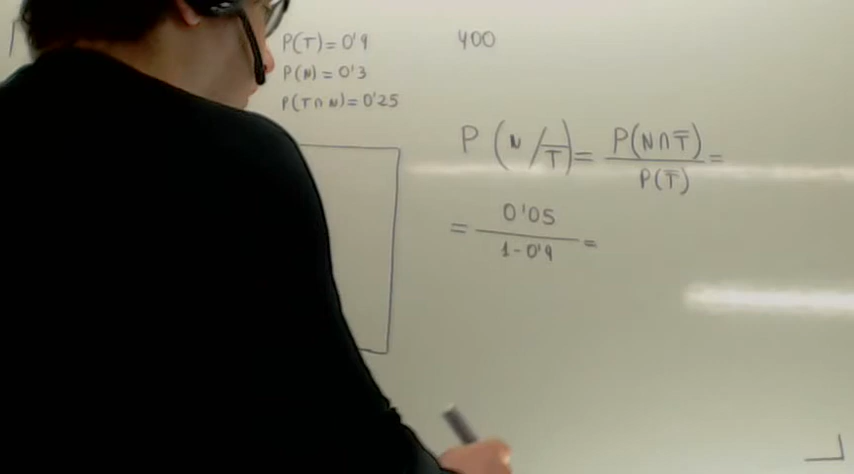 P(T)=0'9
400
P(N)=0'3
P(T∩N)=0'25
P(N/T̅)= P(N∩T̅)/P(T̅) =
= 0'05/1-0'9 =